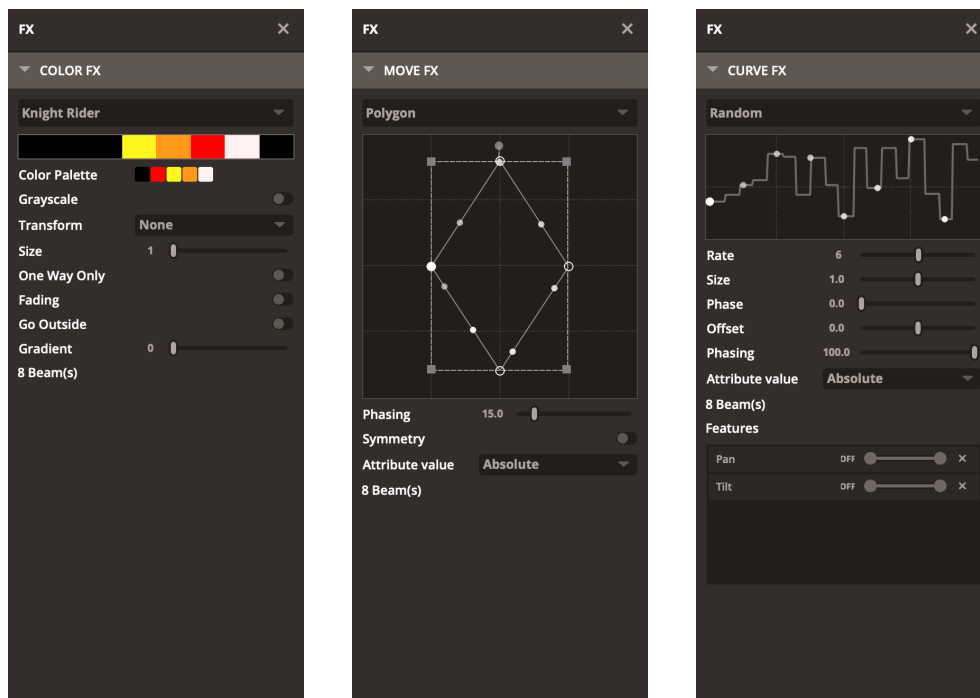 FX
COLOR FX
Knight Rider
Color Palette
Grayscale
Transform None
Size 1
One Way Only
Fading
Go Outside
Gradient 0
8 Beam(s)
FX
MOVE FX
Polygon
Phasing 15.0
Symmetry
Attribute value Absolute
8 Beam(s)
FX
CURVE FX
Random
Rate 6
Size 1.0
Phase 0.0
Offset 0.0
Phasing 100.0
Attribute value Absolute
8 Beam(s)
Features
Pan OFF
Tilt OFF